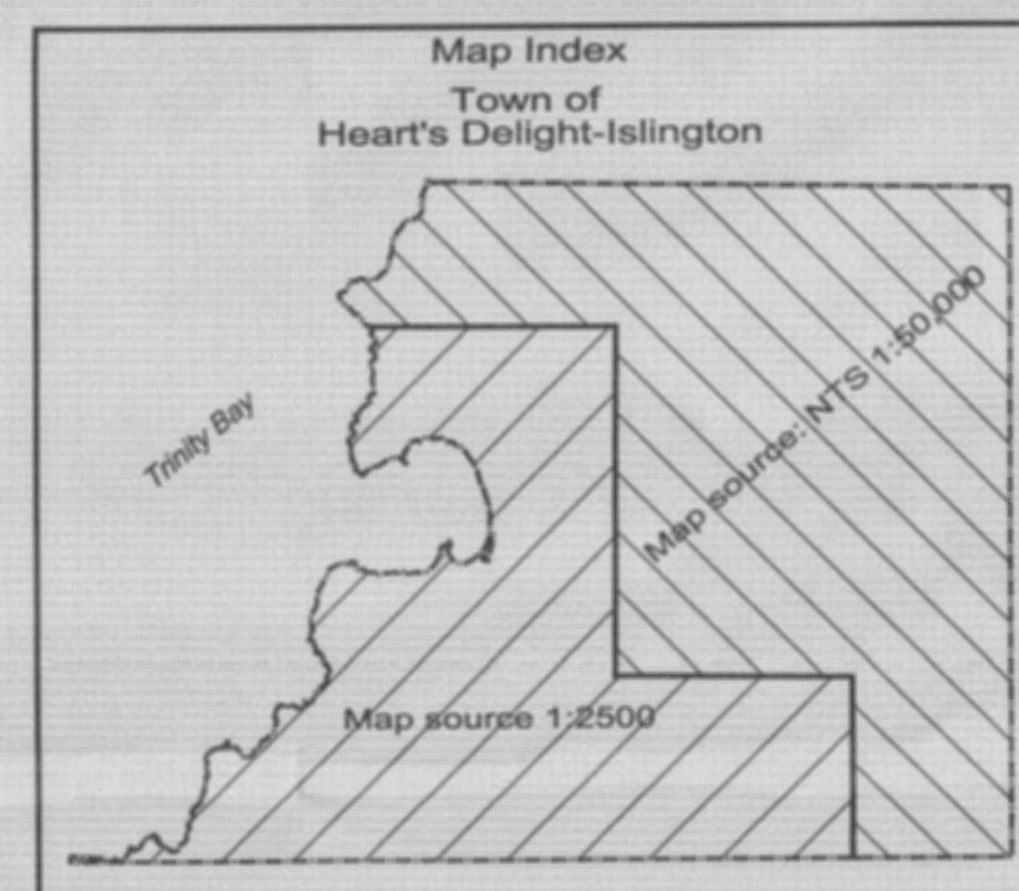 Map Index
Town of
Heart's Delight-Islington
Map source: NTS 1:50,000
Trinity Bay
Map source 1:2500